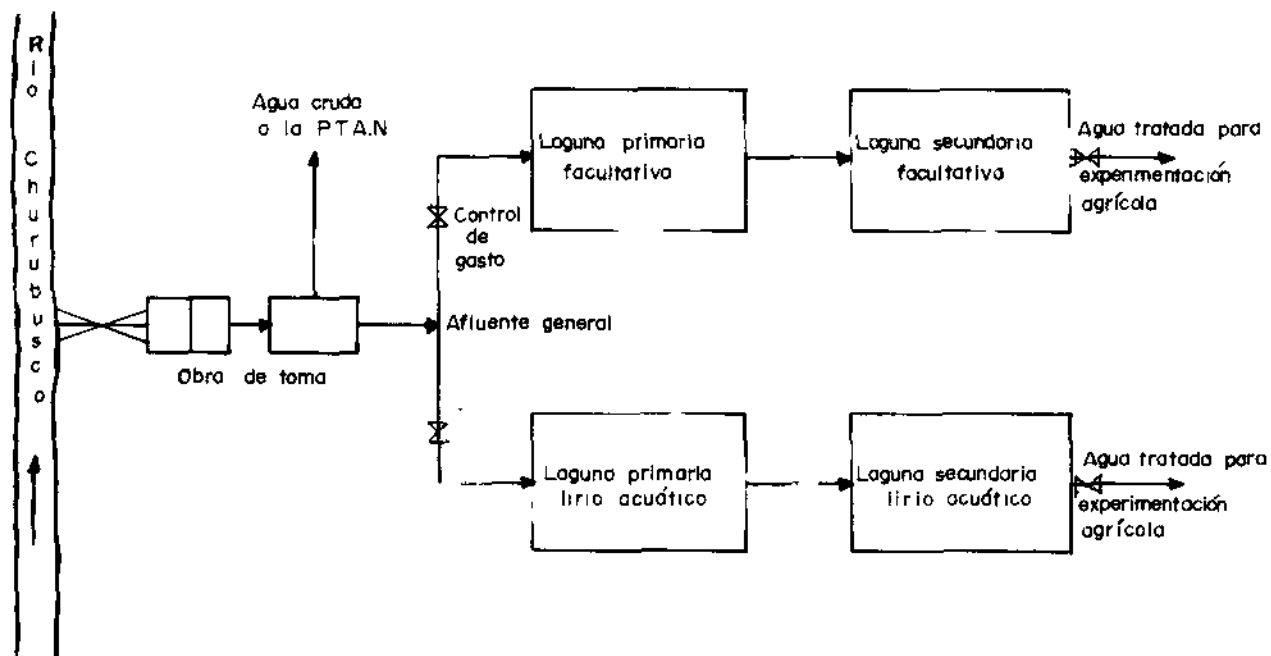 Río Churubusco
Agua cruda
a la P.T.A.N
Laguna primaria
facultativa
Laguna secundaria
facultativa
Agua tratada para
experimentación
agrícola
Control
de
gasto
Afluente general
Obra de toma
Laguna primaria
lirio acuático
Laguna secundaria
lirio acuático
Agua tratada para
experimentación
agrícola